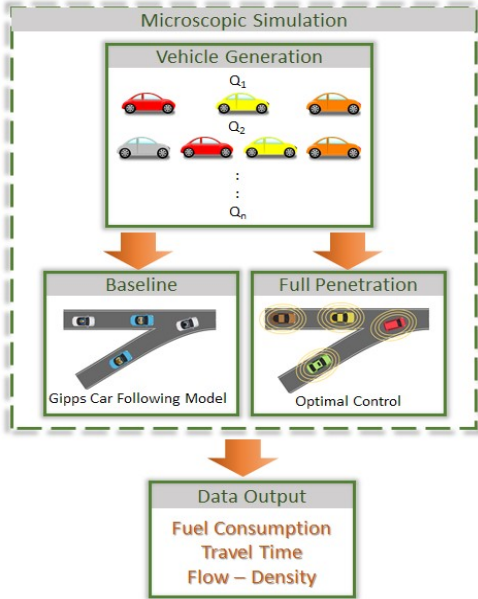 Microscopic Simulation
Vehicle Generation
Q1
Q2
:
:
Qn
Baseline
Gipps Car Following Model
Full Penetration
Optimal Control
Data Output
Fuel Consumption
Travel Time
Flow – Density